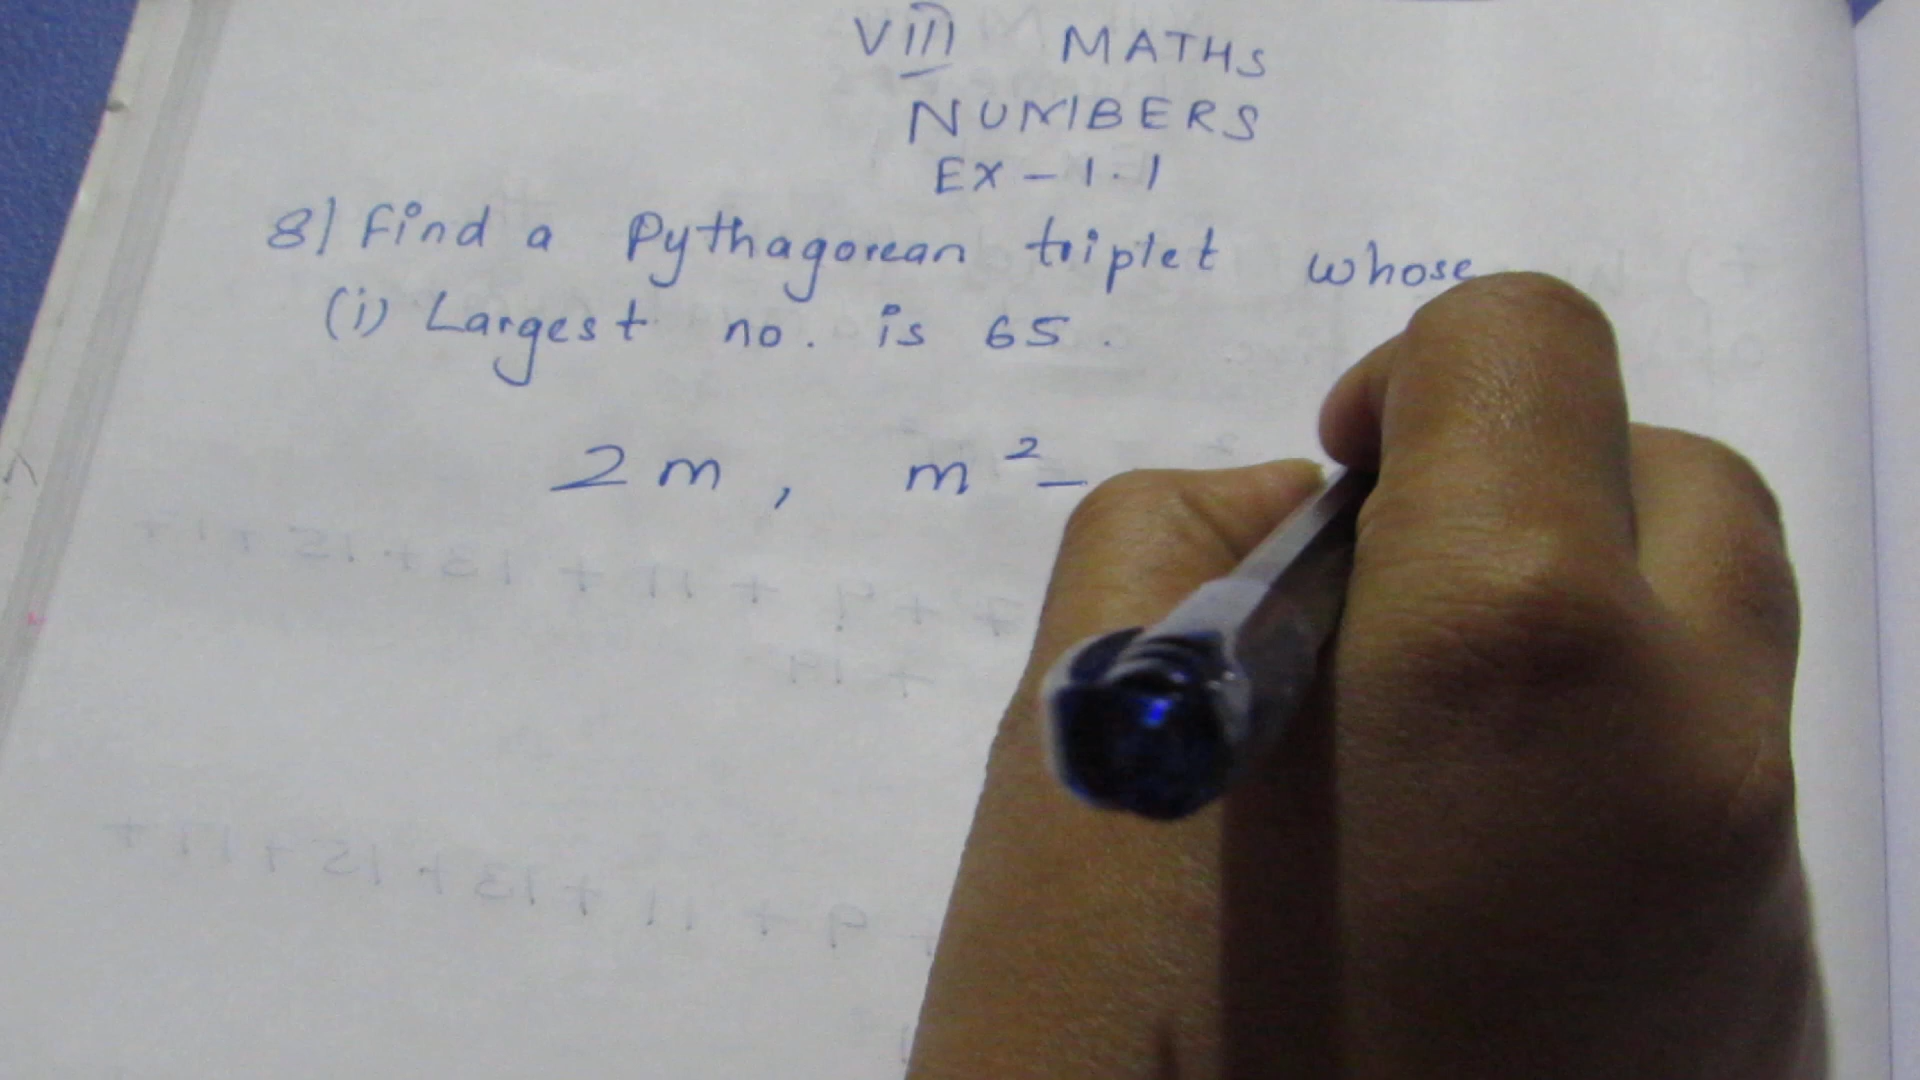 VIII MATHS
NUMBERS
EX - 1.1
8) Find a Pythagorean triplet whose
(i) Largest no. is 65.
2m, m² -